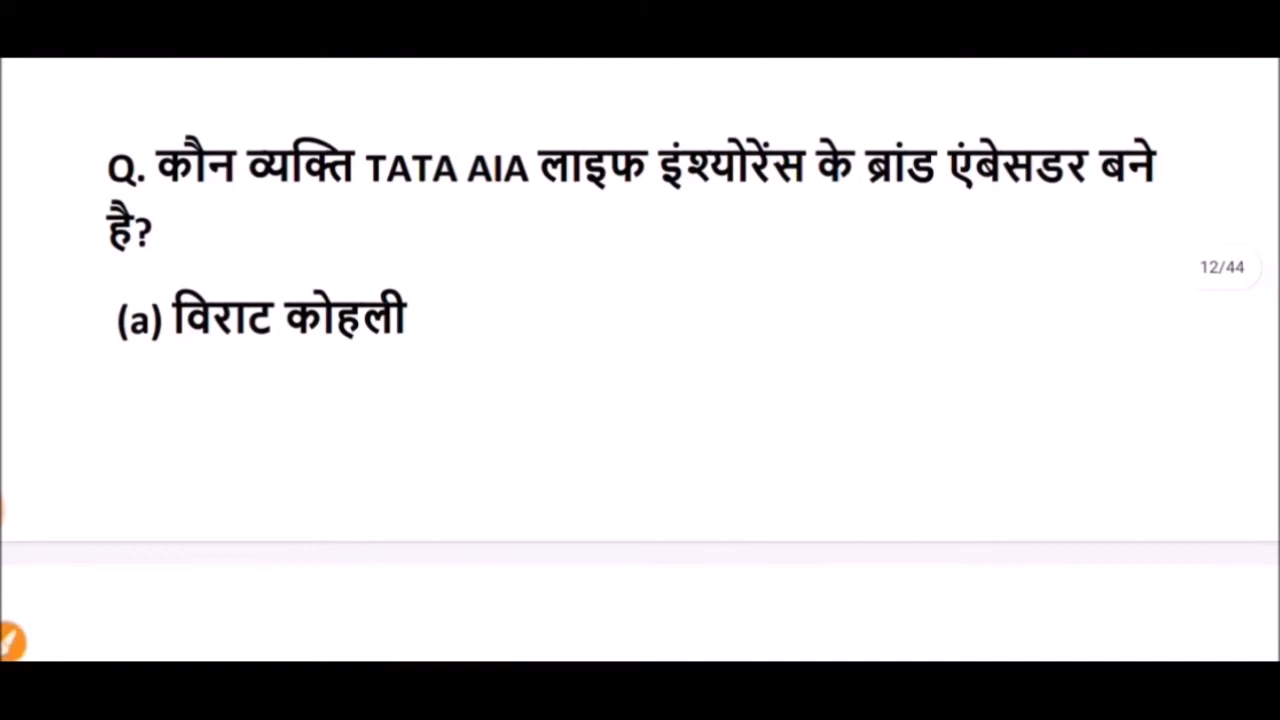 Q. कौन व्यक्ति TATA AIA लाइफ इंश्योरेंस के ब्रांड एंबेसडर बने
है?
12/44
(a) विराट कोहली